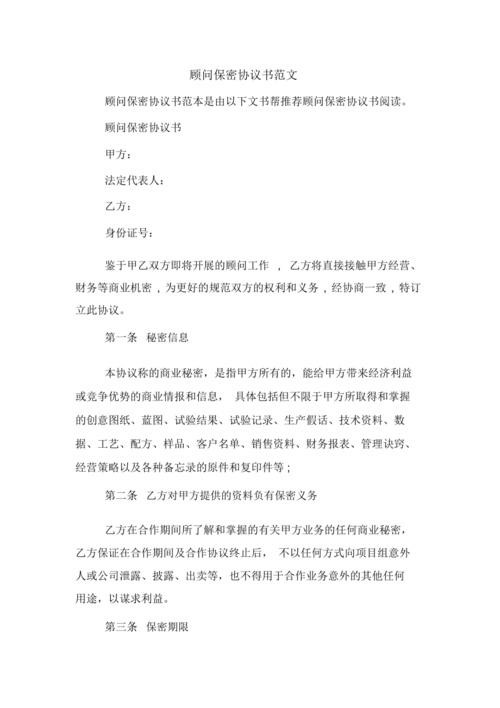 顾问保密协议书范文
顾问保密协议书范本是由以下文书帮推荐顾问保密协议书阅读。
顾问保密协议书
甲方：
法定代表人：
乙方：
身份证号：
鉴于甲乙双方即将开展的顾问工作 ，乙方将直接接触甲方经营、
财务等商业机密 , 为更好的规范双方的权利和义务 , 经协商一致 , 特订
立此协议。
第一条 秘密信息
本协议称的商业秘密，是指甲方所有的，能给甲方带来经济利益
或竞争优势的商业情报和信息， 具体包括但不限于甲方所取得和掌握
的创意图纸、蓝图、试验结果、试验记录、生产假话、技术资料、数
据、工艺、配方、样品、客户名单、销售资料、财务报表、管理诀窍、
经营策略以及各种备忘录的原件和复印件等 ;
第二条 乙方对甲方提供的资料负有保密义务
乙方在合作期间所了解和掌握的有关甲方业务的任何商业秘密，
乙方保证在合作期间及合作协议终止后， 不以任何方式向项目组意外
人或公司泄露、披露、出卖等，也不得用于合作业务意外的其他任何
用途，以谋求利益。
第三条 保密期限